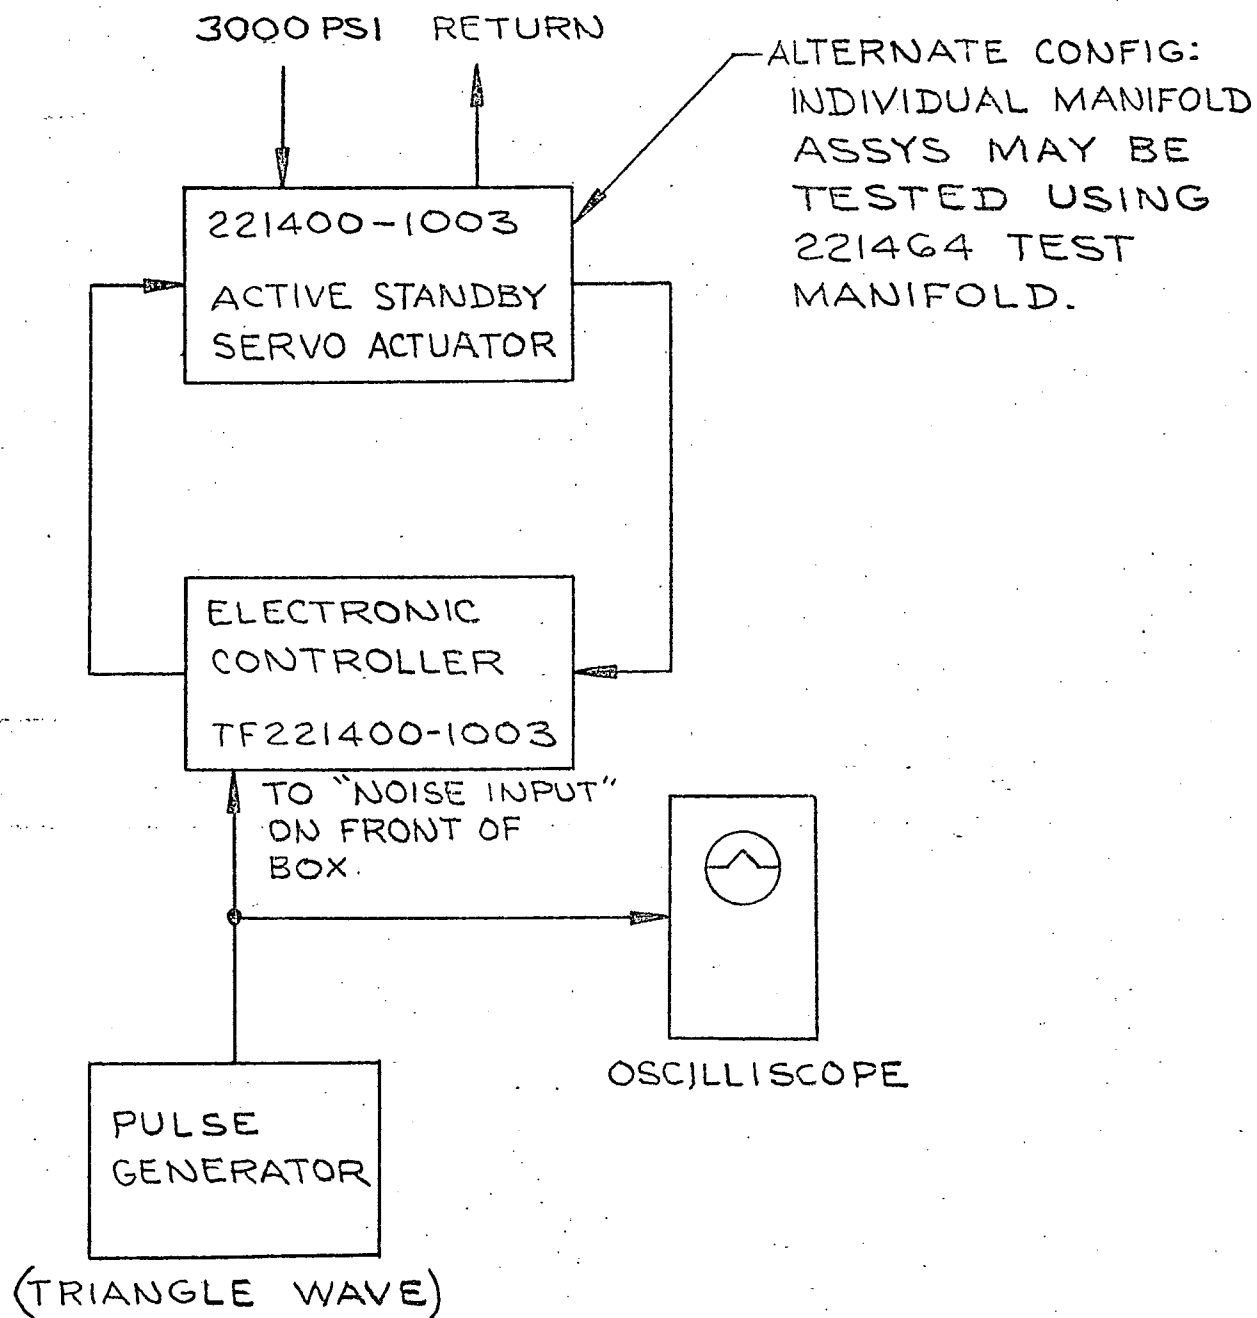 3000 PSI RETURN
ALTERNATE CONFIG:
INDIVIDUAL MANIFOLD
ASSYS MAY BE
TESTED USING
221464 TEST
MANIFOLD.
221400-1003
ACTIVE STANDBY
SERVO ACTUATOR
ELECTRONIC
CONTROLLER
TF221400-1003
TO "NOISE INPUT"
ON FRONT OF
BOX.
OSCILLISCOPE
PULSE
GENERATOR
(TRIANGLE WAVE)